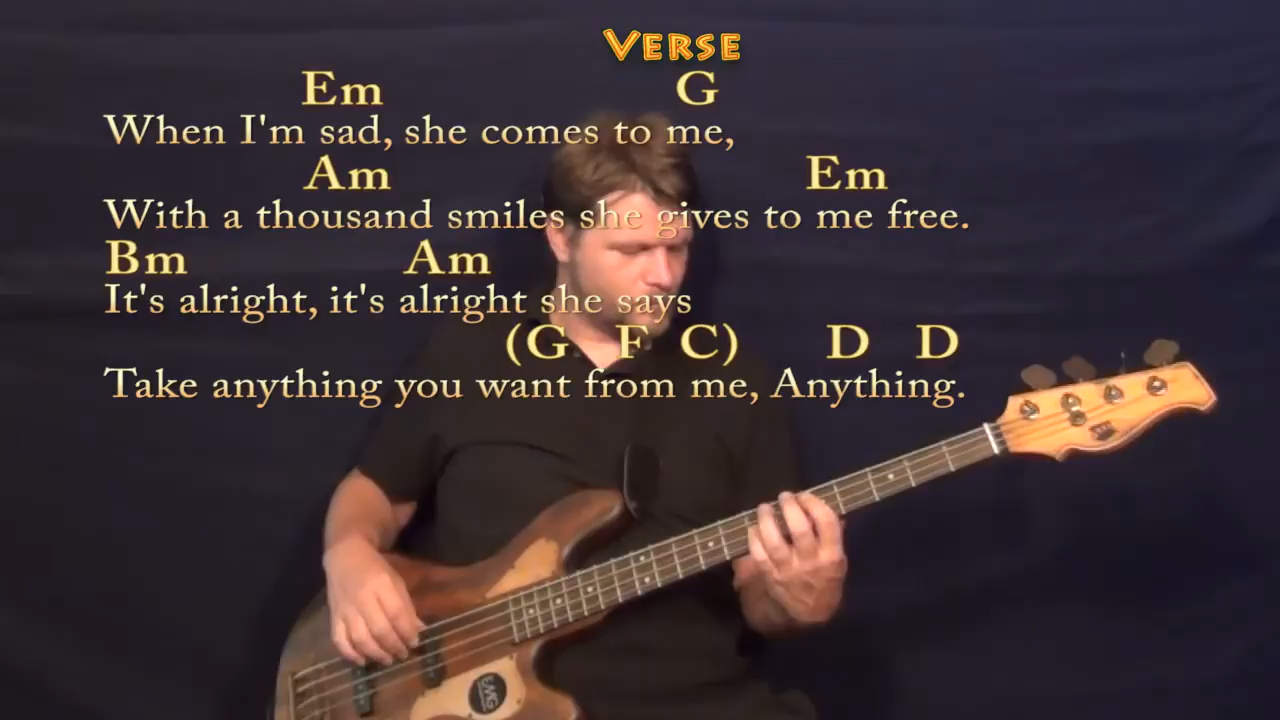 VERSE
Em G
When I'm sad, she comes to me,
Am Em
With a thousand smiles she gives to me free.
Bm Am
It's alright, it's alright she says
(G F C) D D
Take anything you want from me, Anything.
EMG